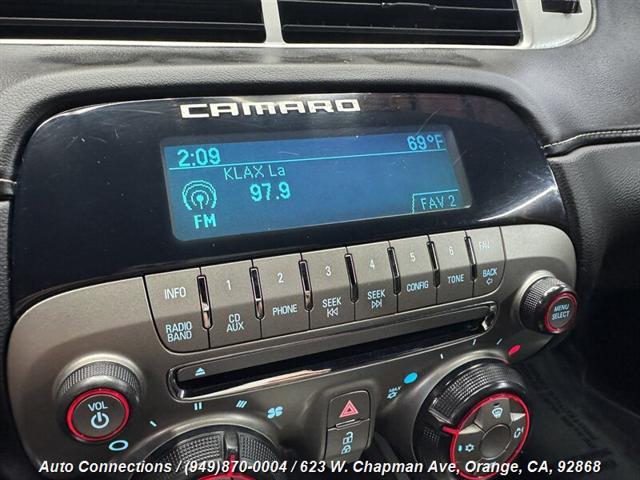 CAMARO
2:09 69°F
KLAX La
97.9
FM FAV 2
INFO 1 2 3 4 5 6 FAV
RADIO BAND CD AUX PHONE SEEK SEEK CONFIG TONE BACK
MENU SELECT
VOL
MAX
Auto Connections / (949)870-0004 / 623 W. Chapman Ave, Orange, CA, 92868